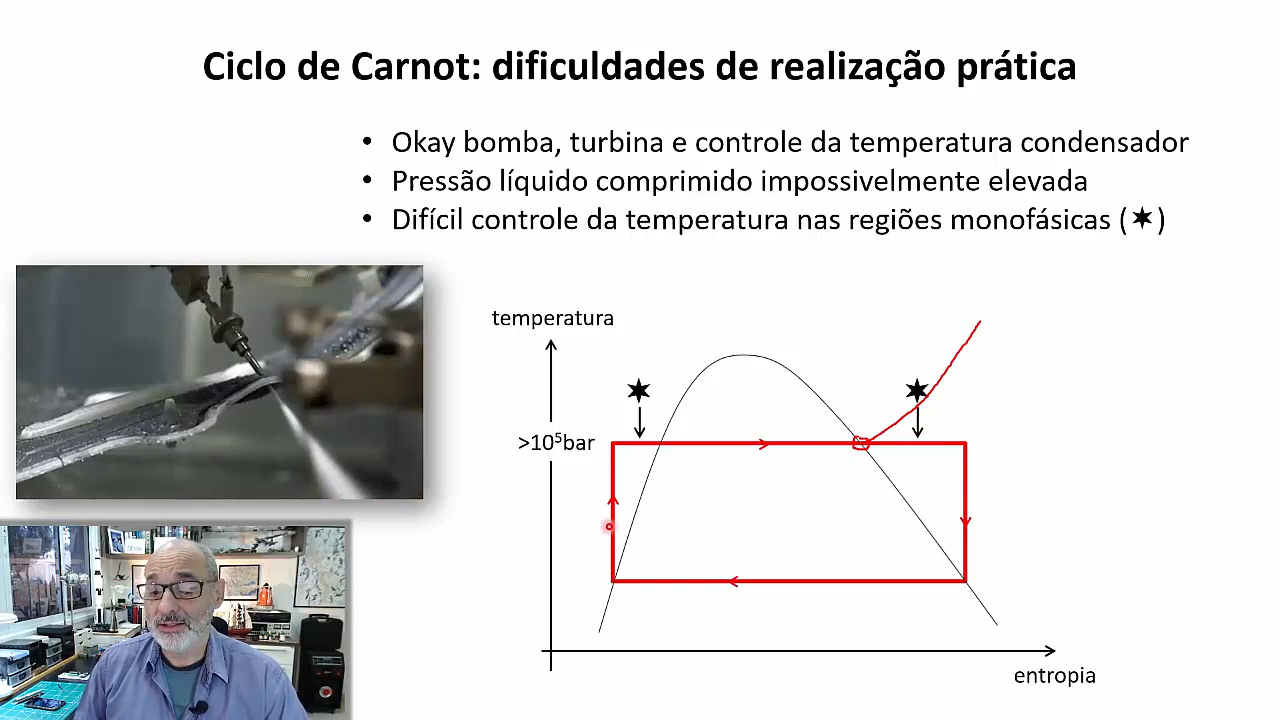 Ciclo de Carnot: dificuldades de realização prática
• Okay bomba, turbina e controle da temperatura condensador
• Pressão líquido comprimido impossivelmente elevada
• Difícil controle da temperatura nas regiões monofásicas (✶)
temperatura
>10⁵bar
entropia